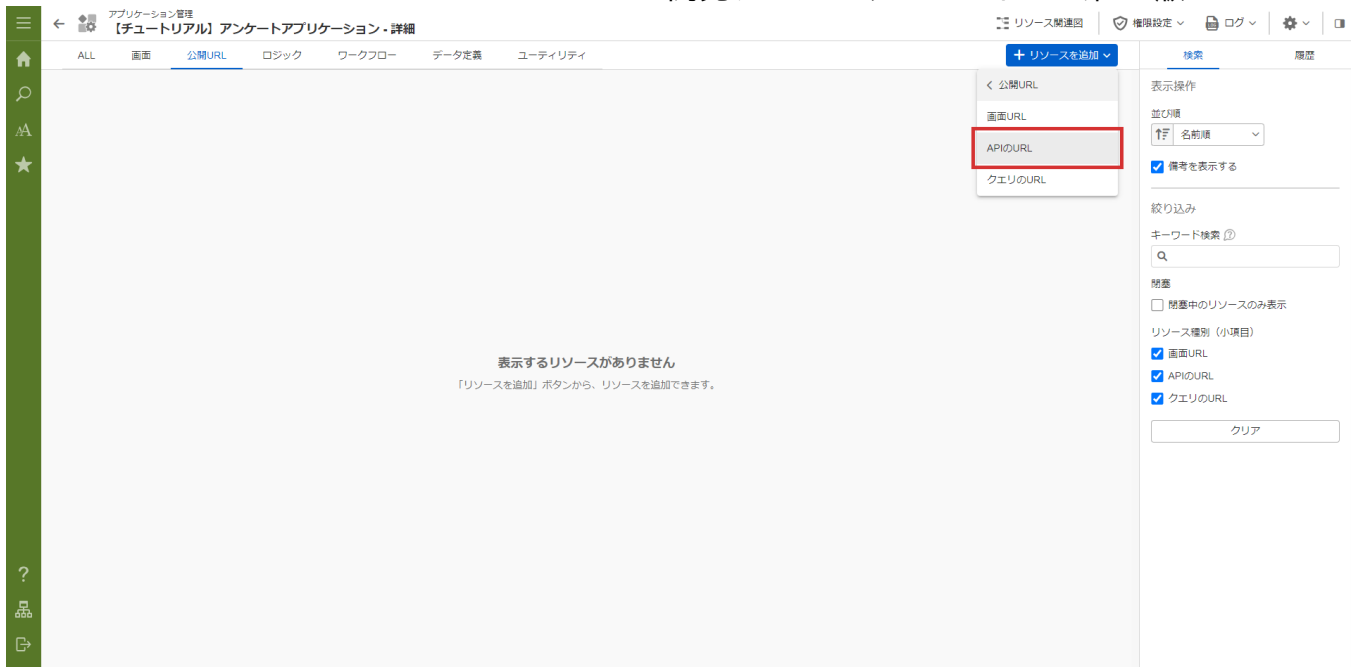 アプリケーション管理
【チュートリアル】アンケートアプリケーション - 詳細
リソース関連図
権限設定
ログ
ALL
画面
公開URL
ロジック
ワークフロー
データ定義
ユーティリティ
+ リソースを追加
検索
履歴
公開URL
画面URL
APIのURL
クエリのURL
表示操作
並び順
名前順
備考を表示する
絞り込み
キーワード検索
閉塞
閉塞中のリソースのみ表示
リソース種別（小項目）
画面URL
APIのURL
クエリのURL
クリア
表示するリソースがありません
「リソースを追加」ボタンから、リソースを追加できます。